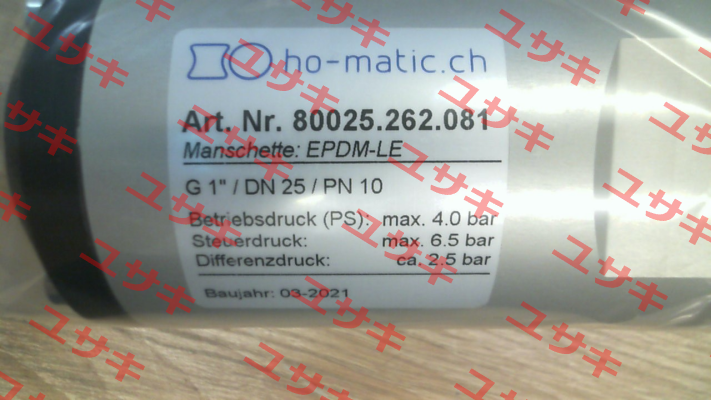 ho-matic.ch
Art. Nr. 80025.262.081
Manschette: EPDM-LE
G 1" / DN 25 / PN 10
Betriebsdruck (PS): max. 4.0 bar
Steuerdruck: max. 6.5 bar
Differenzdruck: ca. 2.5 bar
Baujahr: 03-2021
ユサキ